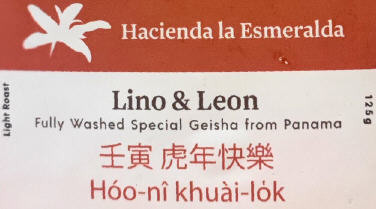 Hacienda la Esmeralda
Light Roast
Lino & Leon
125g
Fully Washed Special Geisha from Panama
壬寅 虎年快樂
Hóo-nî khuài-lo̍k